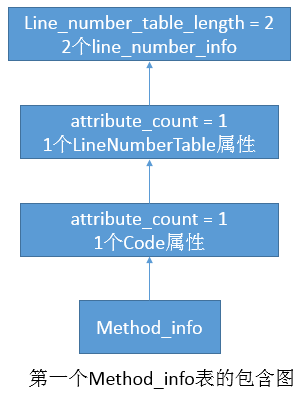 Line_number_table_length = 2
2个line_number_info
attribute_count = 1
1个LineNumberTable属性
attribute_count = 1
1个Code属性
Method_info
第一个Method_info表的包含图